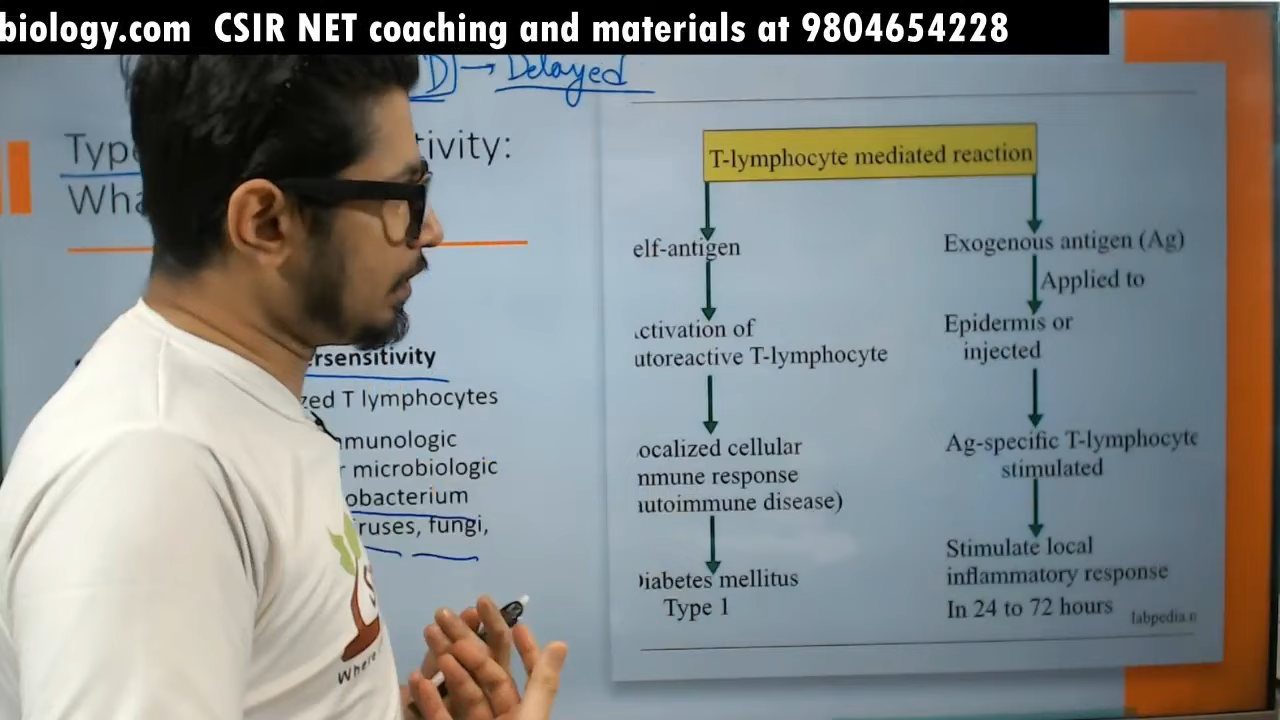 biology.com CSIR NET coaching and materials at 9804654228
D → Delayed
Type tivity:
Wha
ersensitivity
zed T lymphocytes
mmunologic
r microbiologic
obacterium
ruses, fungi,
T-lymphocyte mediated reaction
elf-antigen
ctivation of
utoreactive T-lymphocyte
ocalized cellular
mmune response
utoimmune disease)
iabetes mellitus
Type 1
Exogenous antigen (Ag)
Applied to
Epidermis or
injected
Ag-specific T-lymphocyte
stimulated
Stimulate local
inflammatory response
In 24 to 72 hours
labpedia.n
Where